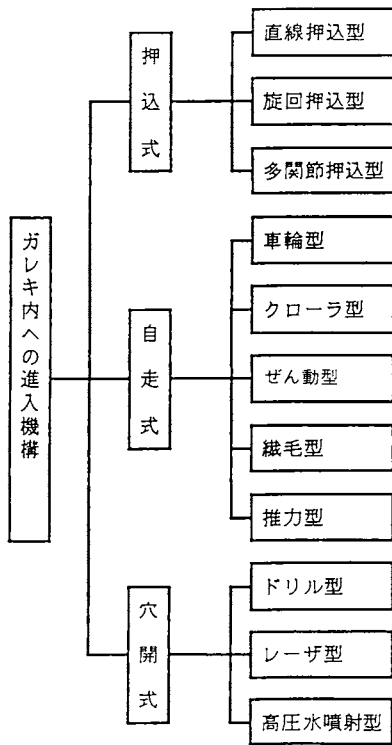 ガレキ内への進入機構
押込式
直線押込型
旋回押込型
多関節押込型
自走式
車輪型
クローラ型
ぜん動型
繊毛型
推力型
穴開式
ドリル型
レーザ型
高圧水噴射型